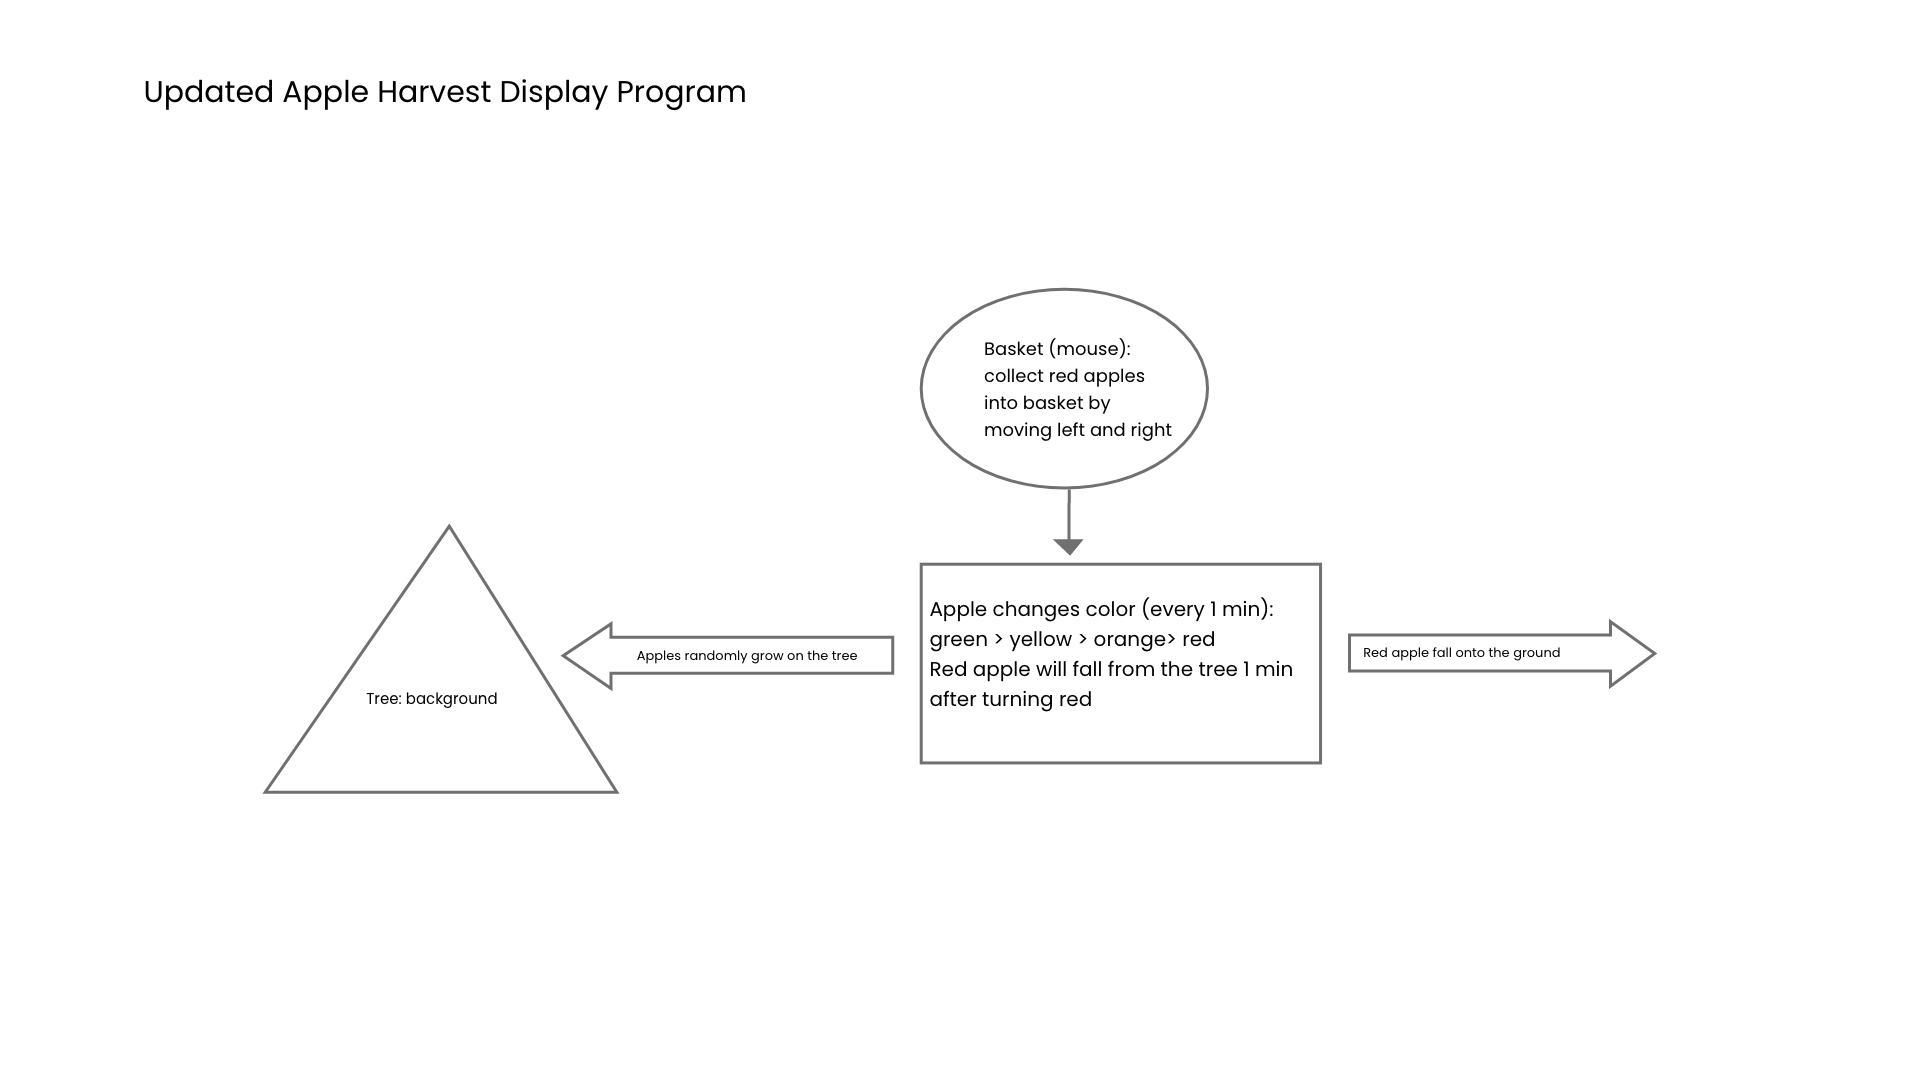 Updated Apple Harvest Display Program
Basket (mouse):
collect red apples
into basket by
moving left and right
Tree: background
Apples randomly grow on the tree
Apple changes color (every 1 min):
green > yellow > orange> red
Red apple will fall from the tree 1 min
after turning red
Red apple fall onto the ground